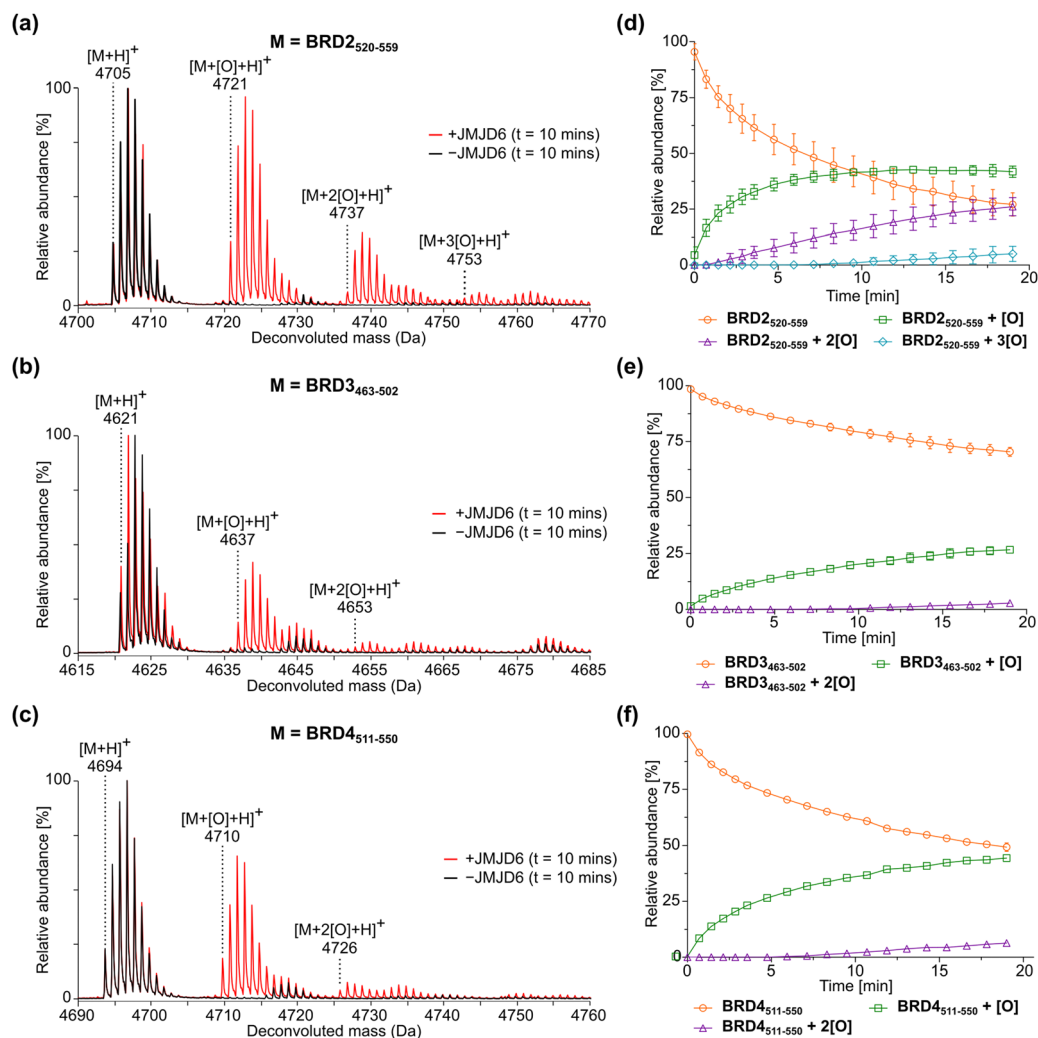 (a)
M = BRD2520-559
[M+H]+
4705
[M+[O]+H]+
4721
[M+2[O]+H]+
4737
[M+3[O]+H]+
4753
+JMJD6 (t = 10 mins)
−JMJD6 (t = 10 mins)
Relative abundance [%]
100
0
4700 4710 4720 4730 4740 4750 4760 4770
Deconvoluted mass (Da)
(d)
Relative abundance [%]
100
75
50
25
0
0 5 10 15 20
Time [min]
BRD2520-559 BRD2520-559 + [O]
BRD2520-559 + 2[O] BRD2520-559 + 3[O]
(b)
M = BRD3463-502
[M+H]+
4621
[M+[O]+H]+
4637
[M+2[O]+H]+
4653
+JMJD6 (t = 10 mins)
−JMJD6 (t = 10 mins)
Relative abundance [%]
100
0
4615 4625 4635 4645 4655 4665 4675 4685
Deconvoluted mass (Da)
(e)
Relative abundance [%]
100
75
50
25
0
0 5 10 15 20
Time [min]
BRD3463-502 BRD3463-502 + [O]
BRD3463-502 + 2[O]
(c)
M = BRD4511-550
[M+H]+
4694
[M+[O]+H]+
4710
[M+2[O]+H]+
4726
+JMJD6 (t = 10 mins)
−JMJD6 (t = 10 mins)
Relative abundance [%]
100
0
4690 4700 4710 4720 4730 4740 4750 4760
Deconvoluted mass (Da)
(f)
Relative abundance [%]
100
75
50
25
0
0 5 10 15 20
Time [min]
BRD4511-550 BRD4511-550 + [O]
BRD4511-550 + 2[O]